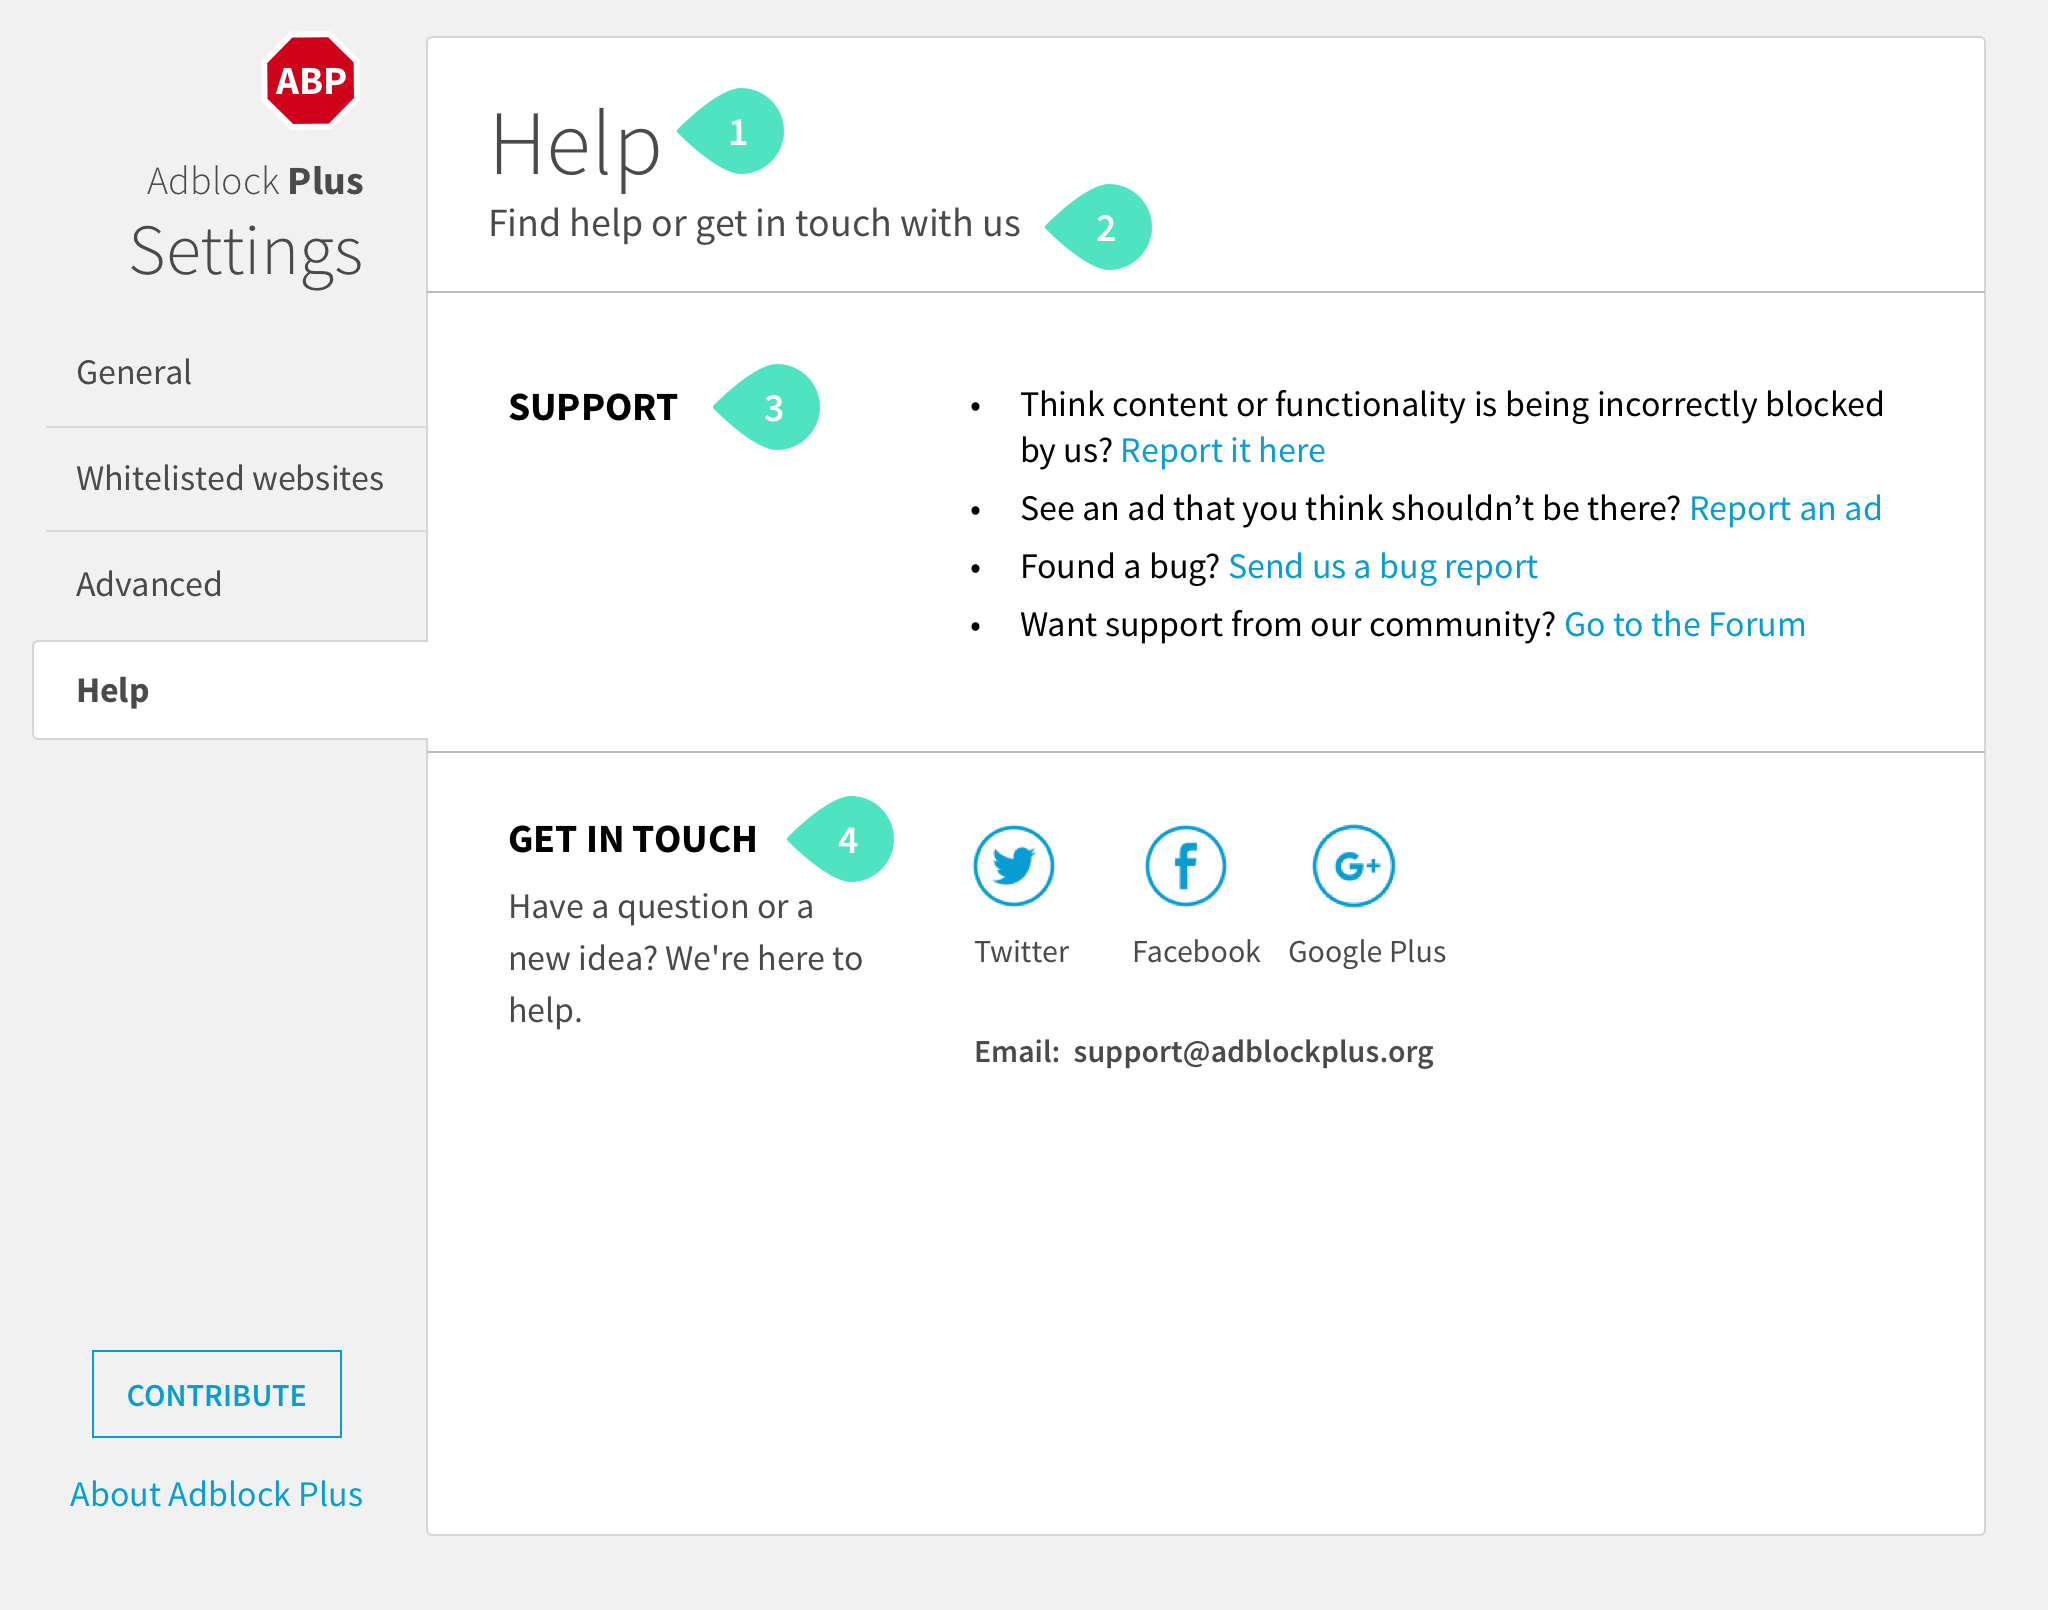 ABP
Adblock Plus
Settings
General
Whitelisted websites
Advanced
Help
CONTRIBUTE
About Adblock Plus
Help 1
Find help or get in touch with us 2
SUPPORT 3
• Think content or functionality is being incorrectly blocked
by us? Report it here
• See an ad that you think shouldn’t be there? Report an ad
• Found a bug? Send us a bug report
• Want support from our community? Go to the Forum
GET IN TOUCH 4
Have a question or a
new idea? We're here to
help.
f G+
Twitter Facebook Google Plus
Email: support@adblockplus.org